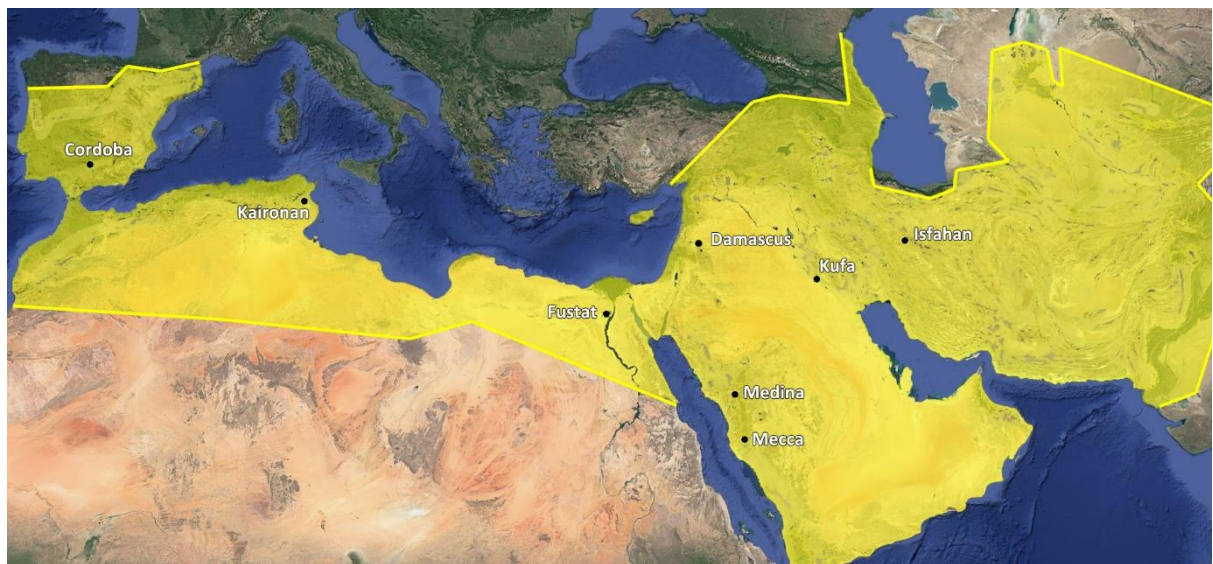 Cordoba
Kaironan
Damascus
Isfahan
Kufa
Fustat
Medina
Mecca